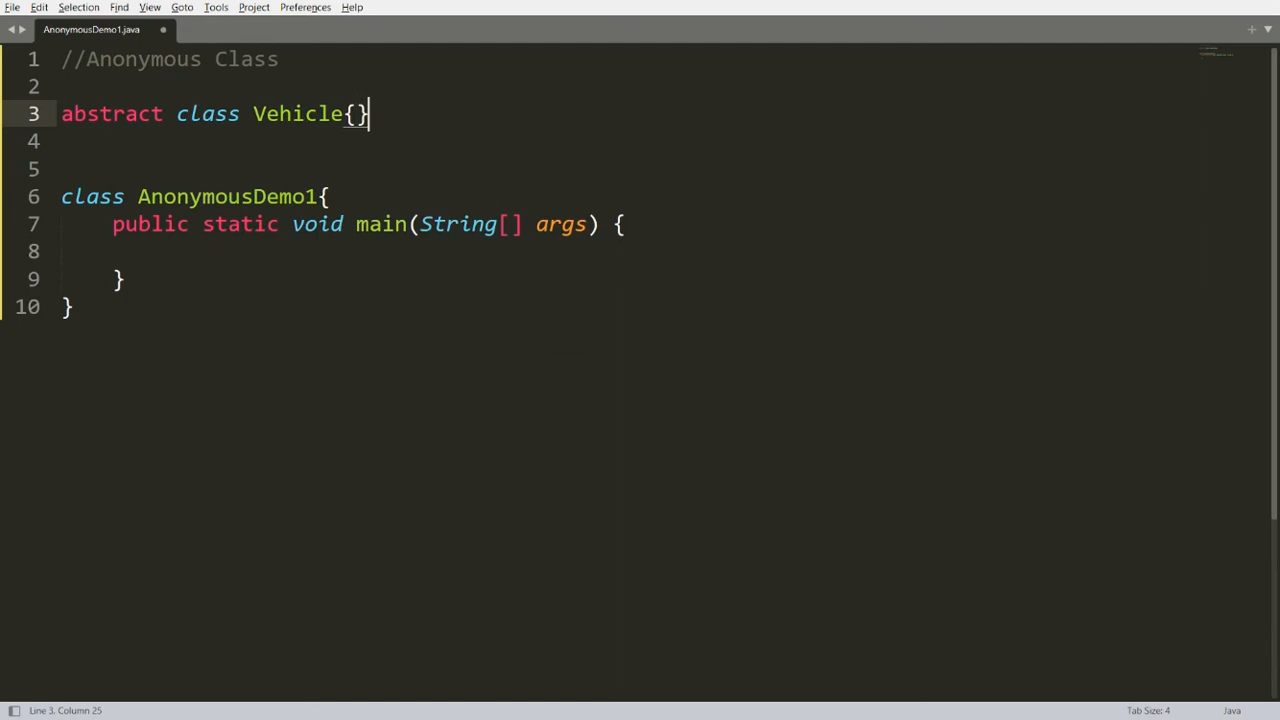 File Edit Selection Find View Goto Tools Project Preferences Help
AnonymousDemo1.java
1 //Anonymous Class
2
3 abstract class Vehicle{}
4
5
6 class AnonymousDemo1{
7 public static void main(String[] args) {
8
9 }
10 }
Line 3, Column 25 Tab Size: 4 Java